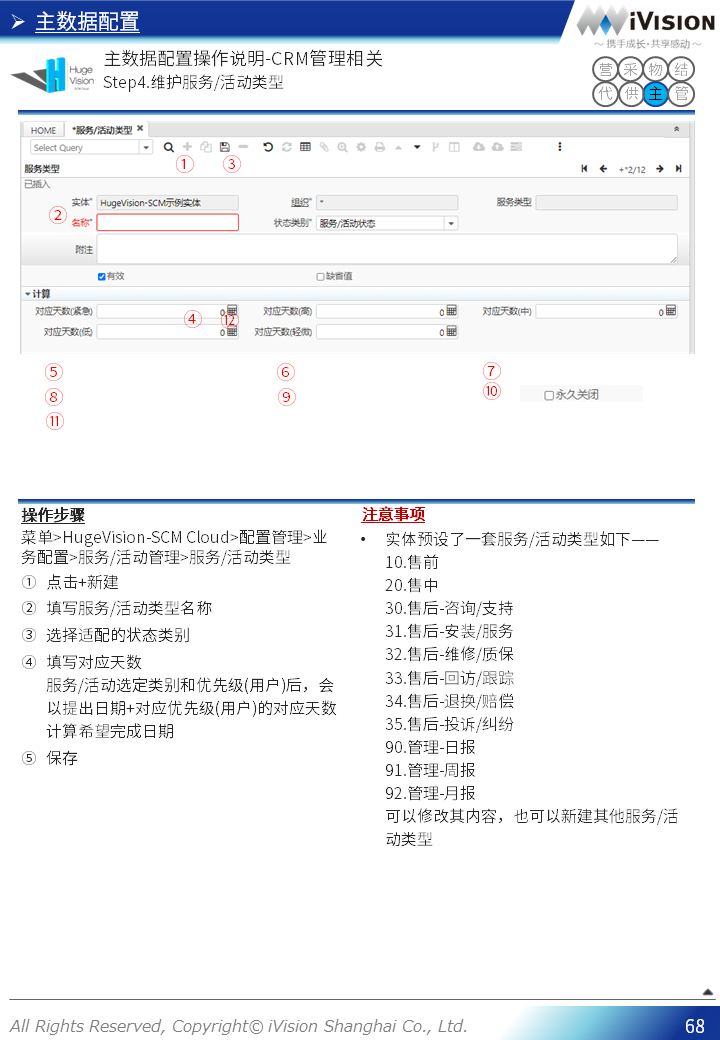 主数据配置
iVISION
～ 携手成长·共享感动 ～
Huge
Vision
主数据配置操作说明-CRM管理相关
Step4.维护服务/活动类型
营 采 物 结
代 供 主 管
HOME *服务/活动类型
Select Query
① ③
服务类型
+*2/12
已插入
实体* HugeVision-SCM示例实体 组织* * 服务类型
② 名称* 状态类别* 服务/活动状态
附注
有效 缺省值
计算
对应天数(紧急) 0 对应天数(高) 0 对应天数(中) 0
④ ⑫
对应天数(低) 0 对应天数(轻微) 0
⑤ ⑥ ⑦
⑧ ⑨ ⑩ 永久关闭
⑪
操作步骤
菜单>HugeVision-SCM Cloud>配置管理>业
务配置>服务/活动管理>服务/活动类型
① 点击+新建
② 填写服务/活动类型名称
③ 选择适配的状态类别
④ 填写对应天数
服务/活动选定类别和优先级(用户)后，会
以提出日期+对应优先级(用户)的对应天数
计算希望完成日期
⑤ 保存
注意事项
• 实体预设了一套服务/活动类型如下——
10.售前
20.售中
30.售后-咨询/支持
31.售后-安装/服务
32.售后-维修/质保
33.售后-回访/跟踪
34.售后-退换/赔偿
35.售后-投诉/纠纷
90.管理-日报
91.管理-周报
92.管理-月报
可以修改其内容，也可以新建其他服务/活
动类型
All Rights Reserved, Copyright© iVision Shanghai Co., Ltd.
68